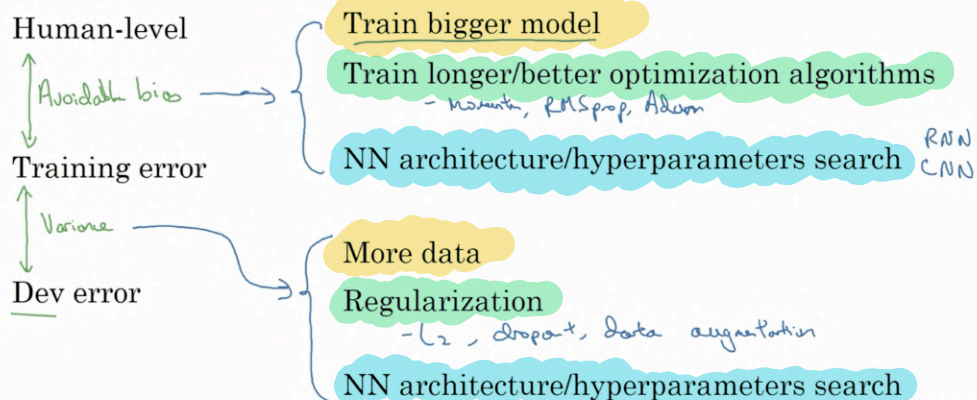 Human-level
Avoidable bias
Training error
Variance
Dev error
Train bigger model
Train longer/better optimization algorithms
- Momentum, RMSprop, Adam
NN architecture/hyperparameters search
RNN
CNN
More data
Regularization
- L2, dropout, data augmentation
NN architecture/hyperparameters search